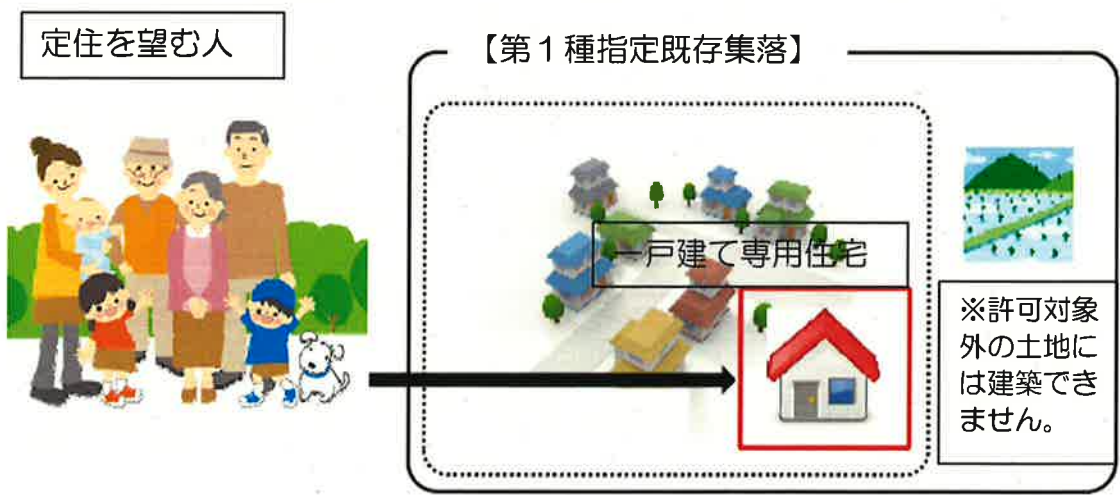 定住を望む人
【第1種指定既存集落】
一戸建て専用住宅
※許可対象
外の土地に
は建築でき
ません。